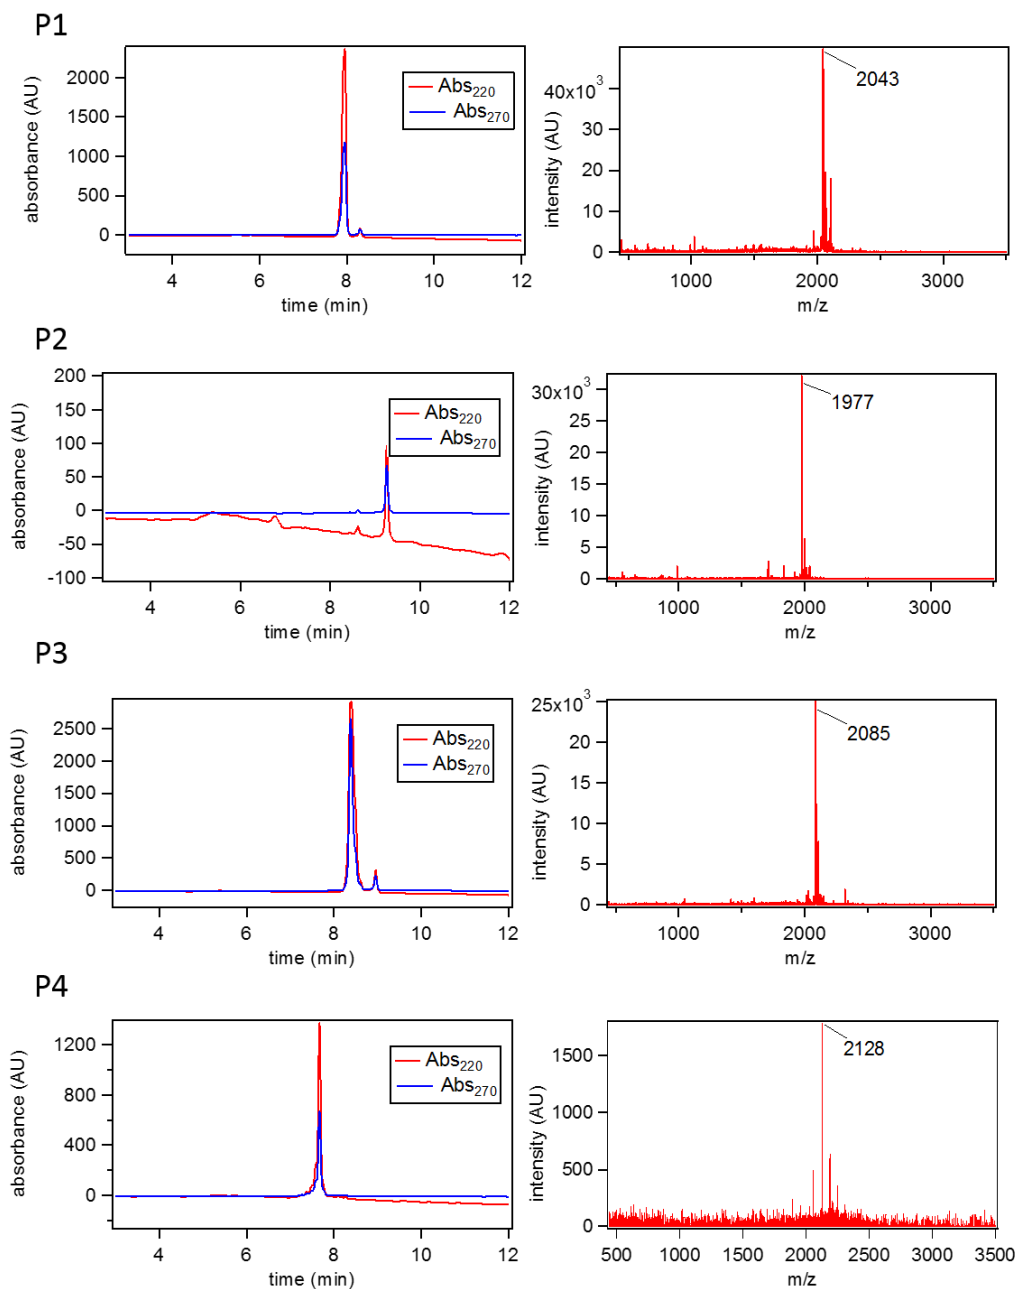 P1
absorbance (AU)
2000
1500
1000
500
0
Abs220
Abs270
4 6 8 10 12
time (min)
intensity (AU)
40x10³
30
20
10
0
2043
1000 2000 3000
m/z
P2
absorbance (AU)
200
150
100
50
0
-50
-100
Abs220
Abs270
4 6 8 10 12
time (min)
intensity (AU)
30x10³
25
20
15
10
5
0
1977
1000 2000 3000
m/z
P3
absorbance (AU)
2500
2000
1500
1000
500
0
Abs220
Abs270
4 6 8 10 12
time (min)
intensity (AU)
25x10³
20
15
10
5
0
2085
1000 2000 3000
m/z
P4
absorbance (AU)
1200
800
400
0
Abs220
Abs270
4 6 8 10 12
time (min)
intensity (AU)
1500
1000
500
0
2128
500 1000 1500 2000 2500 3000 3500
m/z